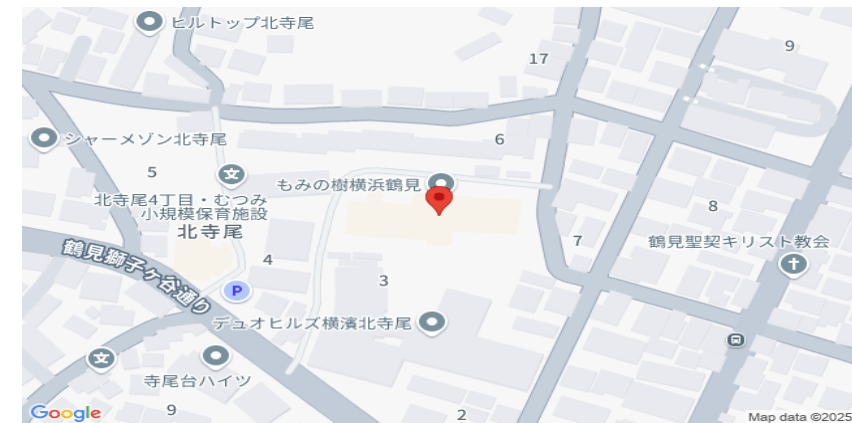 ヒルトップ北寺尾
17
9
シャーメゾン北寺尾
6
5
もみの樹横浜鶴見
北寺尾4丁目・むつみ
小規模保育施設
8
北寺尾
7
鶴見聖契キリスト教会
鶴見獅子ヶ谷通り
4
3
P
デュオヒルズ横濱北寺尾
寺尾台ハイツ
9
2
Google
Map data ©2025